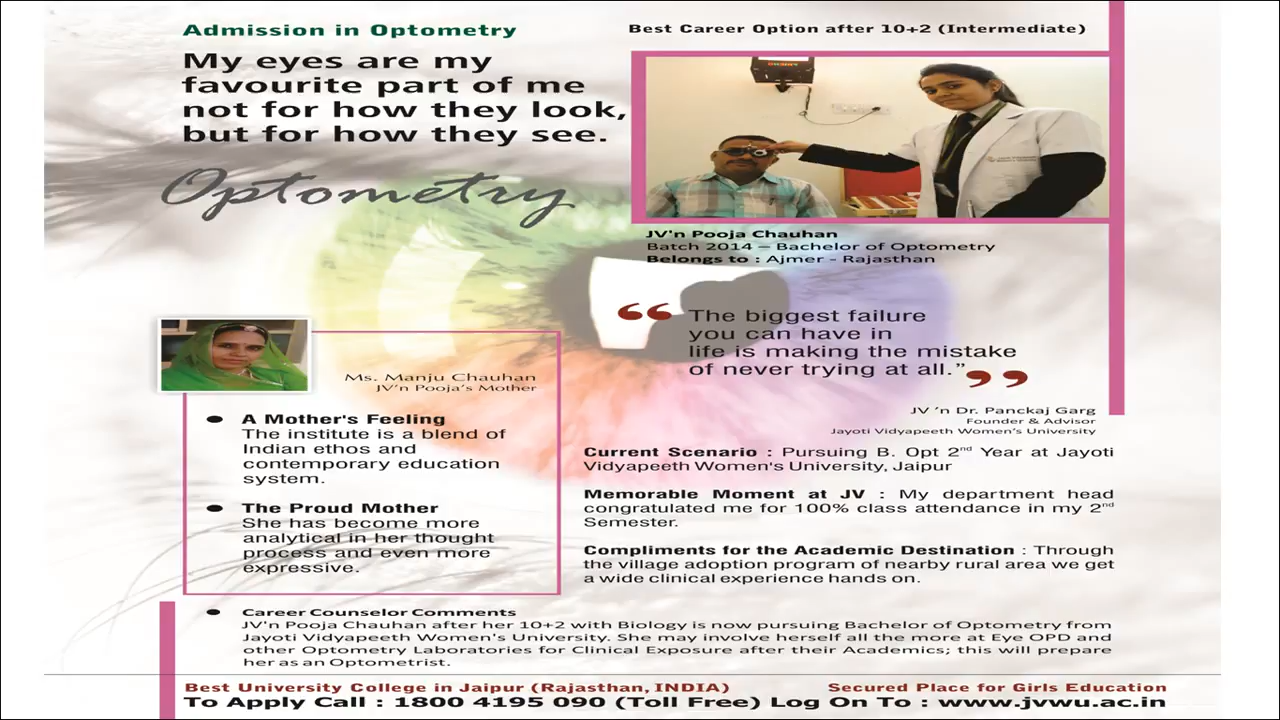 Admission in Optometry
Best Career Option after 10+2 (Intermediate)
My eyes are my
favourite part of me
not for how they look,
but for how they see.
Optometry
JV'n Pooja Chauhan
Batch 2014 – Bachelor of Optometry
Belongs to : Ajmer - Rajasthan
“ The biggest failure
you can have in
life is making the mistake
of never trying at all.” ”
JV 'n Dr. Panckaj Garg
Founder & Advisor
Jayoti Vidyapeeth Women's University
Ms. Manju Chauhan
JV'n Pooja's Mother
• A Mother's Feeling
The institute is a blend of
Indian ethos and
contemporary education
system.
• The Proud Mother
She has become more
analytical in her thought
process and even more
expressive.
Current Scenario : Pursuing B. Opt 2nd Year at Jayoti
Vidyapeeth Women's University, Jaipur
Memorable Moment at JV : My department head
congratulated me for 100% class attendance in my 2nd
Semester.
Compliments for the Academic Destination : Through
the village adoption program of nearby rural area we get
a wide clinical experience hands on.
• Career Counselor Comments
JV'n Pooja Chauhan after her 10+2 with Biology is now pursuing Bachelor of Optometry from
Jayoti Vidyapeeth Women's University. She may involve herself all the more at Eye OPD and
other Optometry Laboratories for Clinical Exposure after their Academics; this will prepare
her as an Optometrist.
Best University College in Jaipur (Rajasthan, INDIA)
Secured Place for Girls Education
To Apply Call : 1800 4195 090 (Toll Free) Log On To : www.jvwu.ac.in